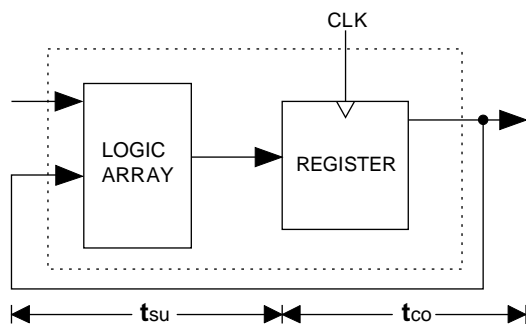 CLK
LOGIC
ARRAY
REGISTER
tsu
tco